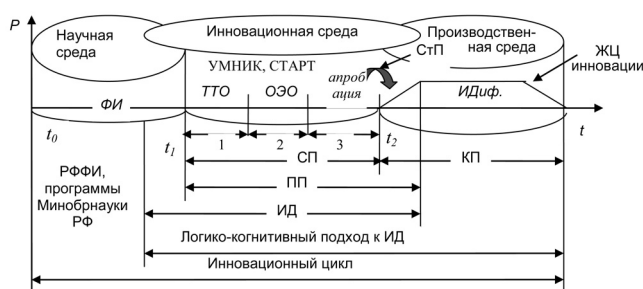 P
Научная
среда
Инновационная среда
Производствен-
ная среда
СтП
ЖЦ
инновации
УМНИК, СТАРТ
ТТО
ОЭО
апроб
ация
ИДиф.
ФИ
t0
t1
t2
t
1
2
3
СП
КП
ПП
РФФИ,
программы
Минобрнауки
РФ
ИД
Логико-когнитивный подход к ИД
Инновационный цикл